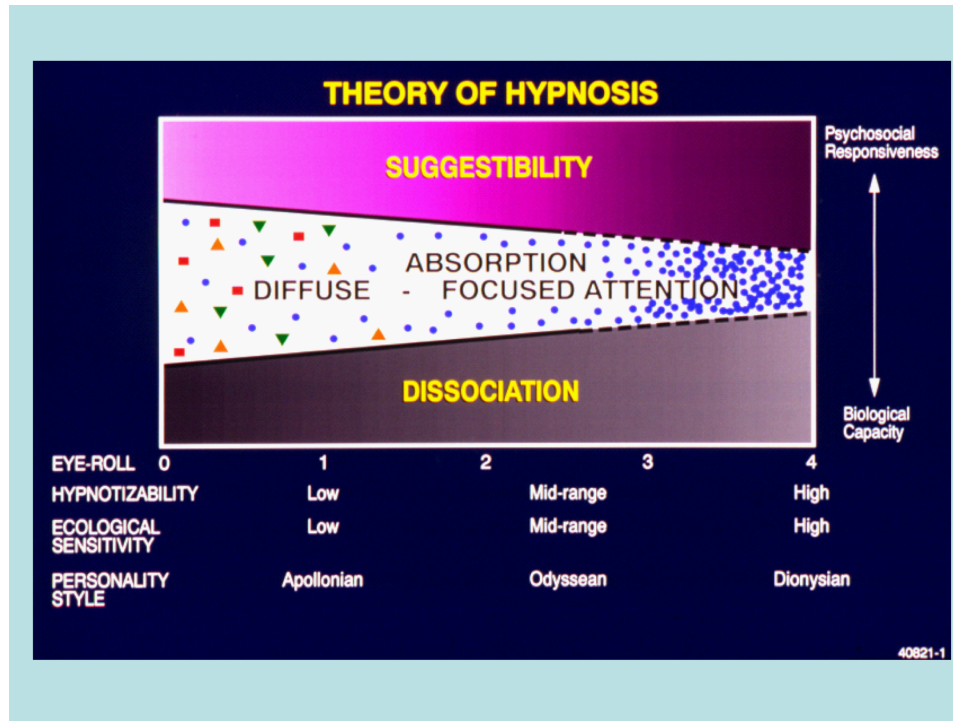 THEORY OF HYPNOSIS
Psychosocial
Responsiveness
SUGGESTIBILITY
ABSORPTION
DIFFUSE - FOCUSED ATTENTION
DISSOCIATION
Biological
Capacity
EYE-ROLL 0 1 2 3 4
HYPNOTIZABILITY Low Mid-range High
ECOLOGICAL Low Mid-range High
SENSITIVITY
PERSONALITY Apollonian Odyssean Dionysian
STYLE
40821-1